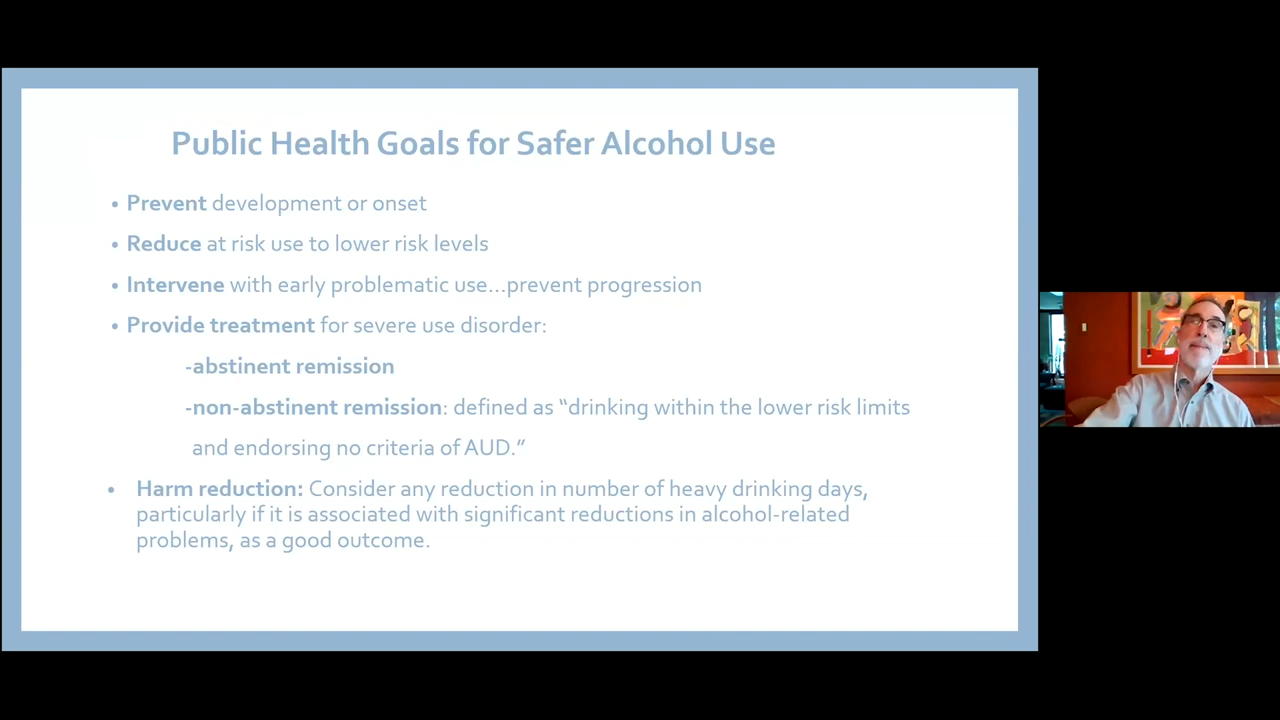 Public Health Goals for Safer Alcohol Use
• Prevent development or onset
• Reduce at risk use to lower risk levels
• Intervene with early problematic use...prevent progression
• Provide treatment for severe use disorder:
-abstinent remission
-non-abstinent remission: defined as “drinking within the lower risk limits
and endorsing no criteria of AUD.”
• Harm reduction: Consider any reduction in number of heavy drinking days,
particularly if it is associated with significant reductions in alcohol-related
problems, as a good outcome.